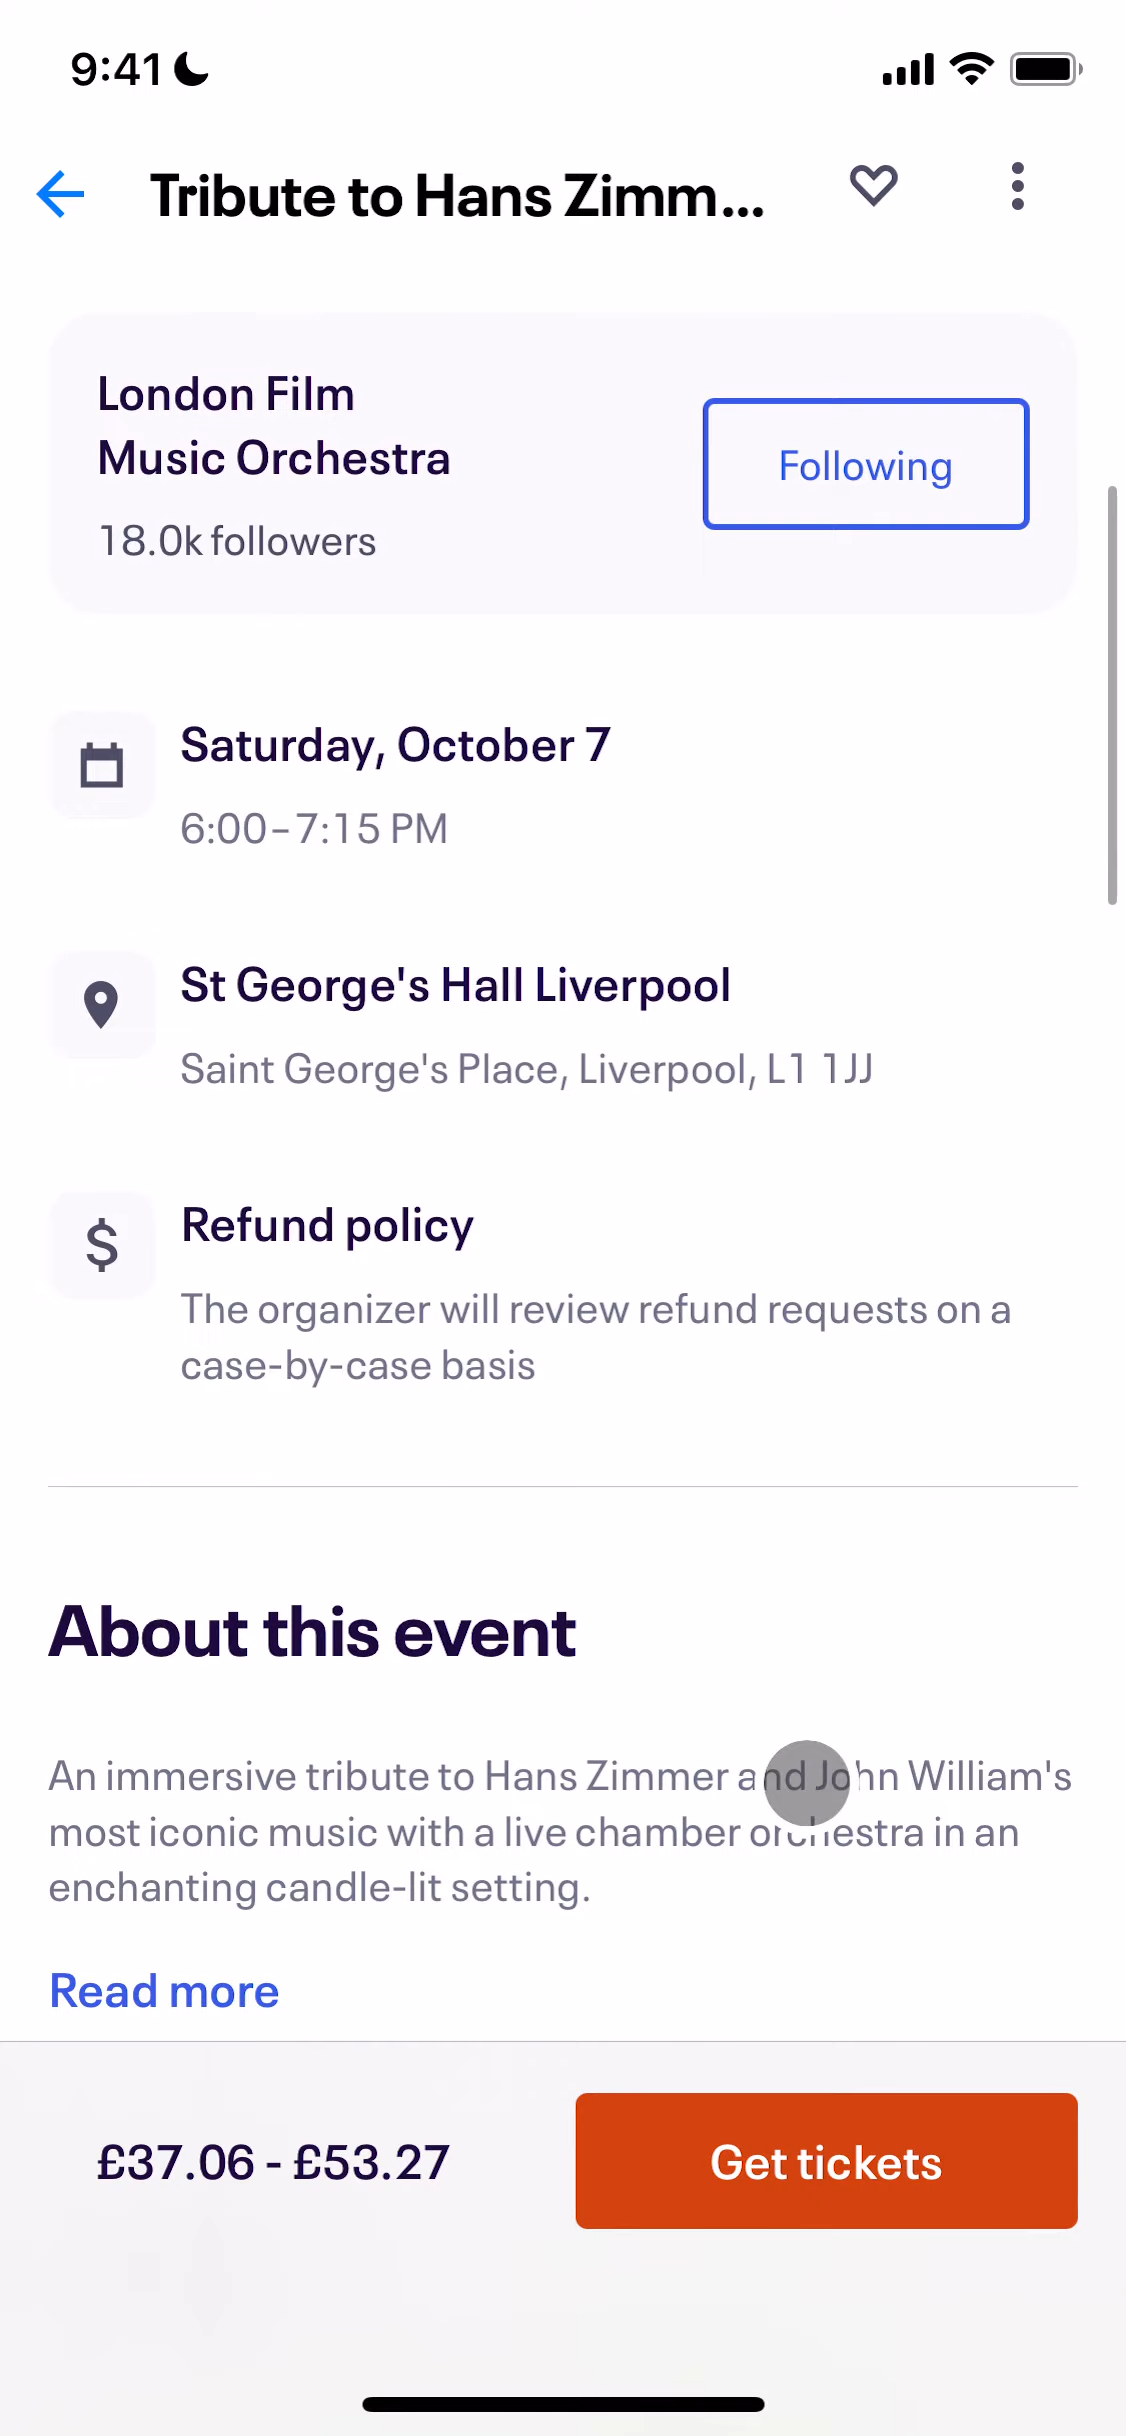 9:41
Tribute to Hans Zimm...
London Film
Music Orchestra
18.0k followers
Following
Saturday, October 7
6:00–7:15 PM
St George's Hall Liverpool
Saint George's Place, Liverpool, L1 1JJ
$
Refund policy
The organizer will review refund requests on a
case-by-case basis
About this event
An immersive tribute to Hans Zimmer and John William's
most iconic music with a live chamber orchestra in an
enchanting candle-lit setting.
Read more
£37.06 - £53.27
Get tickets